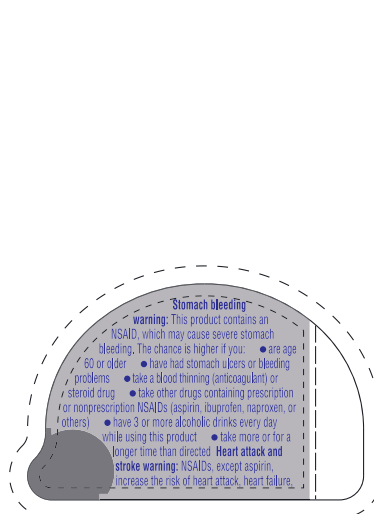 Stomach bleeding
warning: This product contains an
NSAID, which may cause severe stomach
bleeding. The chance is higher if you: ● are age
60 or older ● have had stomach ulcers or bleeding
problems ● take a blood thinning (anticoagulant) or
steroid drug ● take other drugs containing prescription
or nonprescription NSAIDs (aspirin, ibuprofen, naproxen, or
others) ● have 3 or more alcoholic drinks every day
while using this product ● take more or for a
longer time than directed Heart attack and
stroke warning: NSAIDs, except aspirin,
increase the risk of heart attack, heart failure,